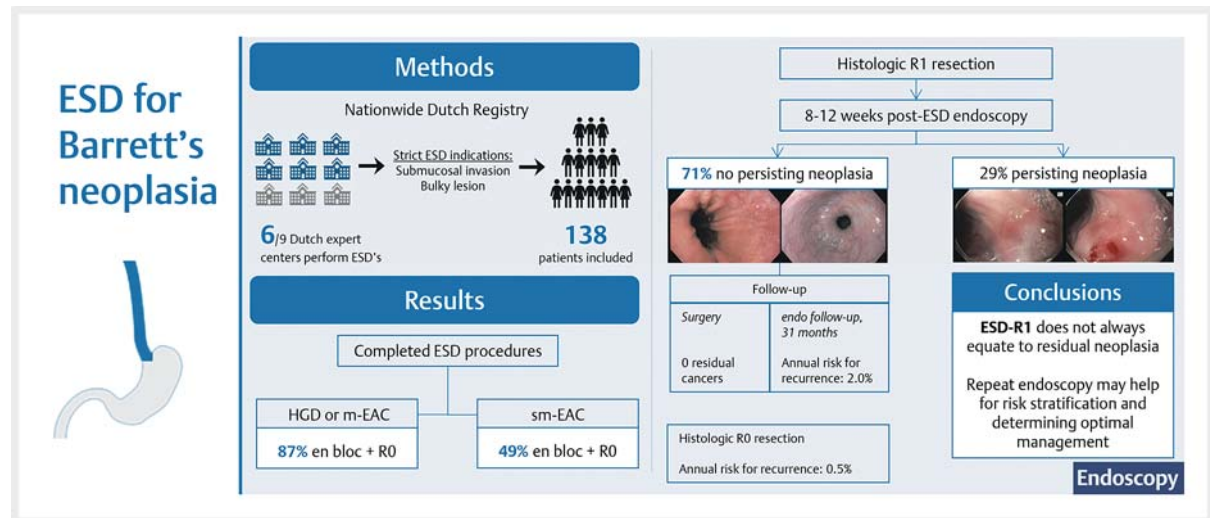 ESD for
Barrett's
neoplasia
Methods
Nationwide Dutch Registry
Strict ESD indications:
Submucosal invasion
Bulky lesion
6/9 Dutch expert
centers perform ESD's
138
patients included
Results
Completed ESD procedures
HGD or m-EAC
87% en bloc + R0
sm-EAC
49% en bloc + R0
Histologic R1 resection
8-12 weeks post-ESD endoscopy
71% no persisting neoplasia
29% persisting neoplasia
Follow-up
Surgery
0 residual
cancers
endo follow-up,
31 months
Annual risk for
recurrence: 2.0%
Histologic R0 resection
Annual risk for recurrence: 0.5%
Conclusions
ESD-R1 does not always
equate to residual neoplasia
Repeat endoscopy may help
for risk stratification and
determining optimal
management
Endoscopy